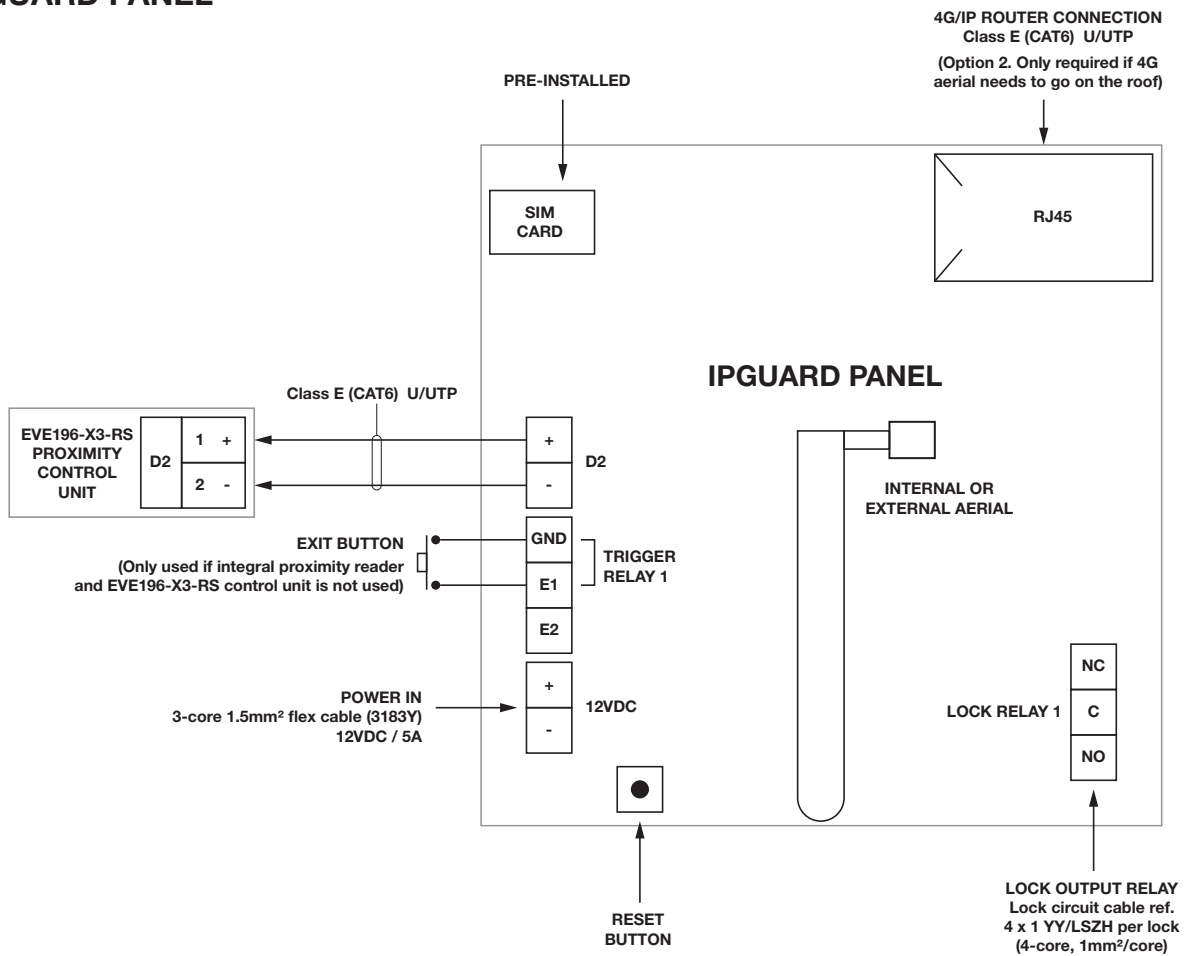 4G/IP ROUTER CONNECTION
Class E (CAT6) U/UTP
(Option 2. Only required if 4G
aerial needs to go on the roof)
PRE-INSTALLED
SIM
CARD
RJ45
IPGUARD PANEL
Class E (CAT6) U/UTP
EVE196-X3-RS
PROXIMITY
CONTROL
UNIT
D2
1 +
2 -
+
-
D2
INTERNAL OR
EXTERNAL AERIAL
EXIT BUTTON
(Only used if integral proximity reader
and EVE196-X3-RS control unit is not used)
GND
E1
E2
TRIGGER
RELAY 1
POWER IN
3-core 1.5mm² flex cable (3183Y)
12VDC / 5A
+
-
12VDC
LOCK RELAY 1
NC
C
NO
RESET
BUTTON
LOCK OUTPUT RELAY
Lock circuit cable ref.
4 x 1 YY/LSZH per lock
(4-core, 1mm²/core)